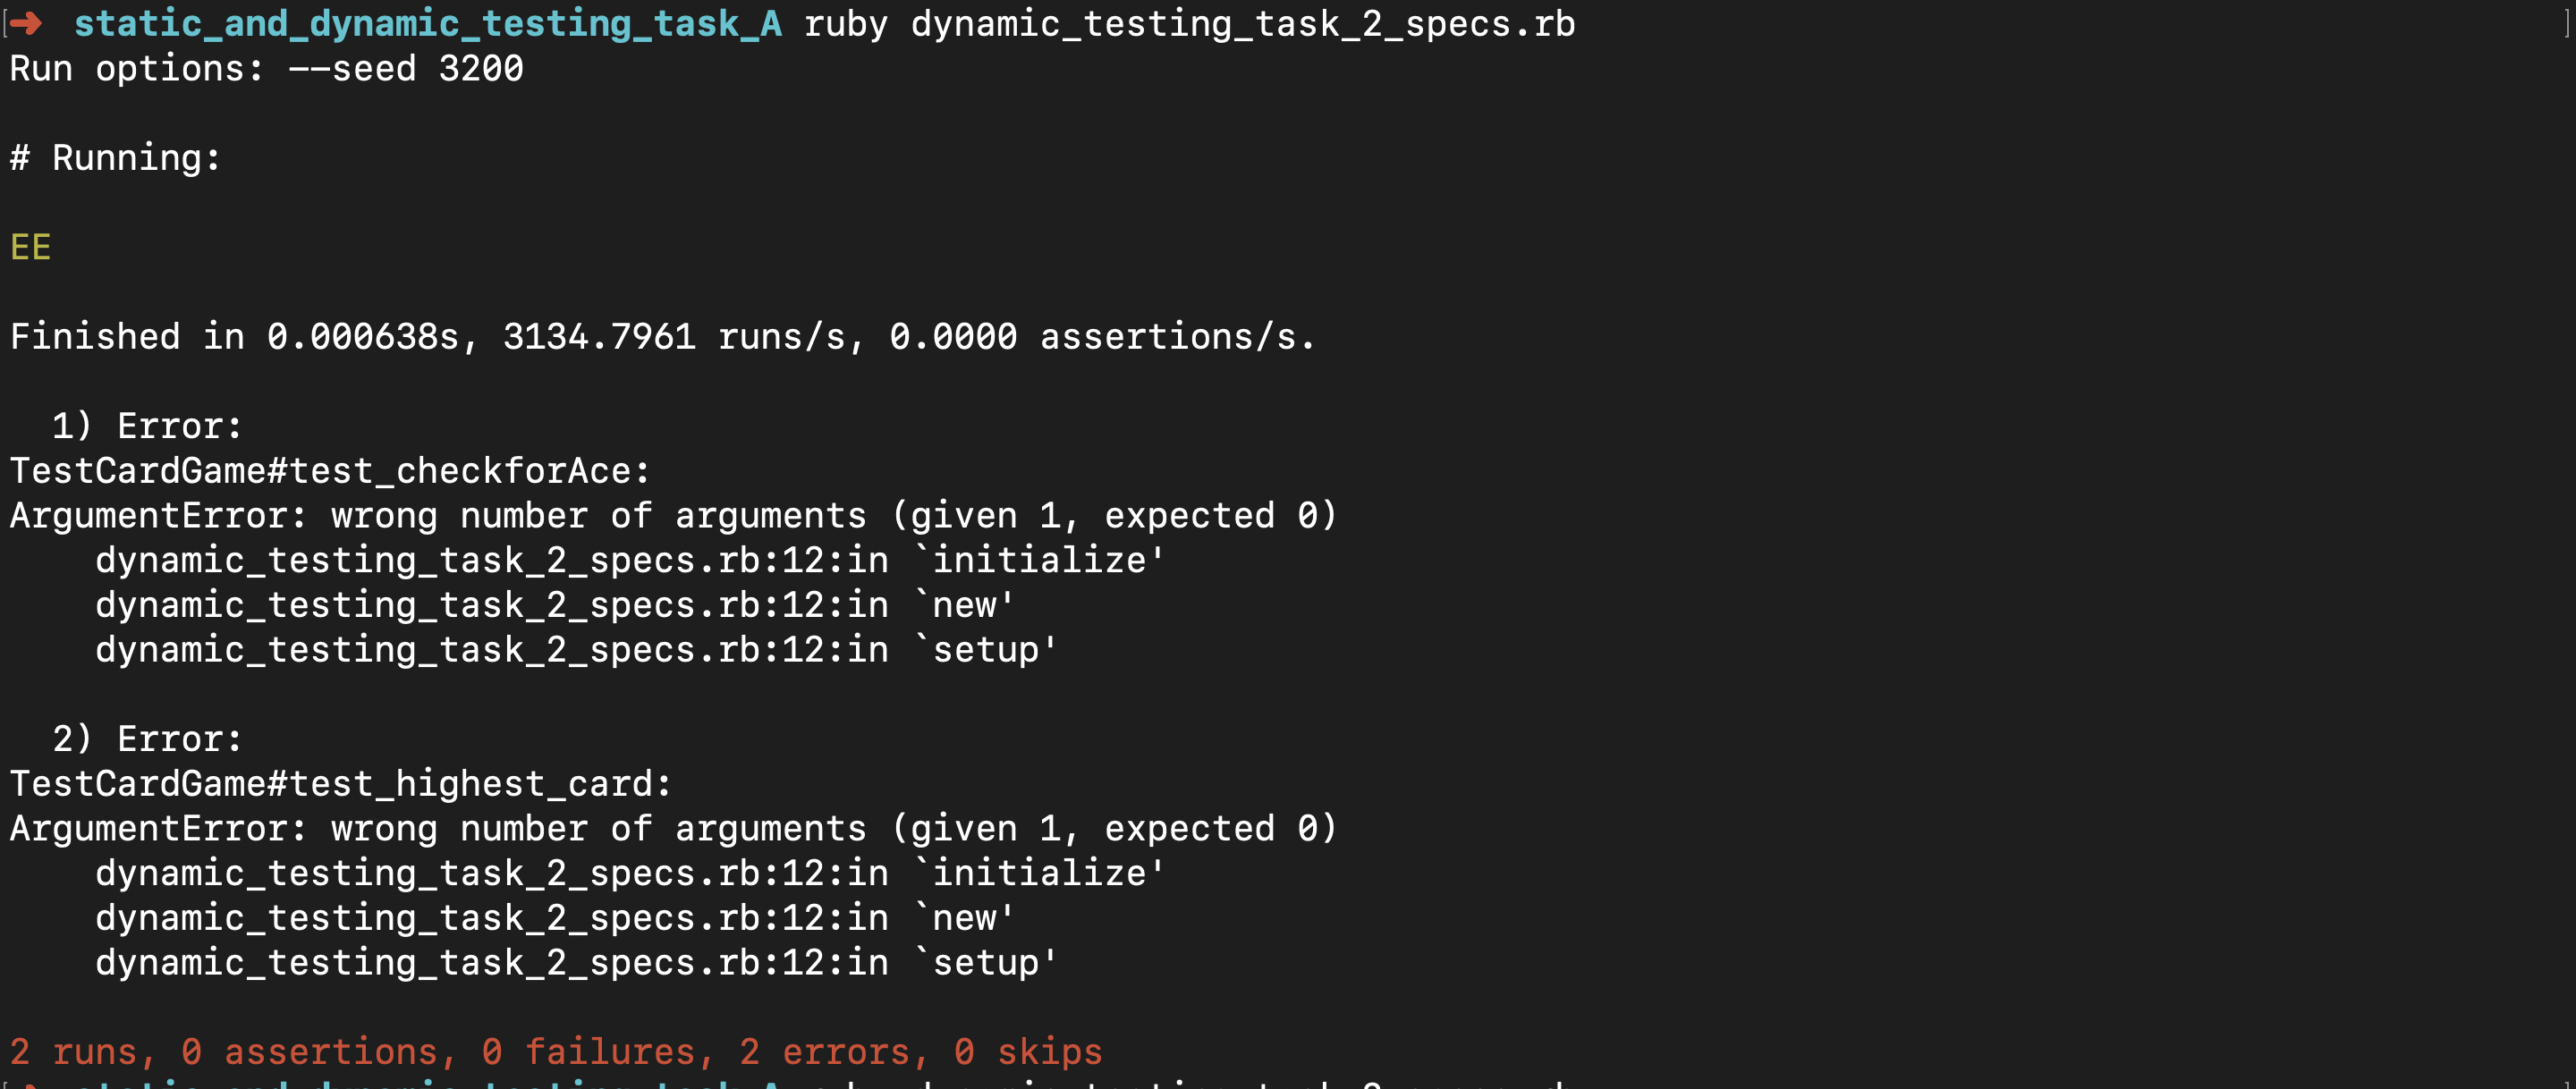 [➜  static_and_dynamic_testing_task_A ruby dynamic_testing_task_2_specs.rb ]
Run options: --seed 3200
# Running:
EE
Finished in 0.000638s, 3134.7961 runs/s, 0.0000 assertions/s.
1) Error:
TestCardGame#test_checkforAce:
ArgumentError: wrong number of arguments (given 1, expected 0)
dynamic_testing_task_2_specs.rb:12:in `initialize'
dynamic_testing_task_2_specs.rb:12:in `new'
dynamic_testing_task_2_specs.rb:12:in `setup'
2) Error:
TestCardGame#test_highest_card:
ArgumentError: wrong number of arguments (given 1, expected 0)
dynamic_testing_task_2_specs.rb:12:in `initialize'
dynamic_testing_task_2_specs.rb:12:in `new'
dynamic_testing_task_2_specs.rb:12:in `setup'
2 runs, 0 assertions, 0 failures, 2 errors, 0 skips